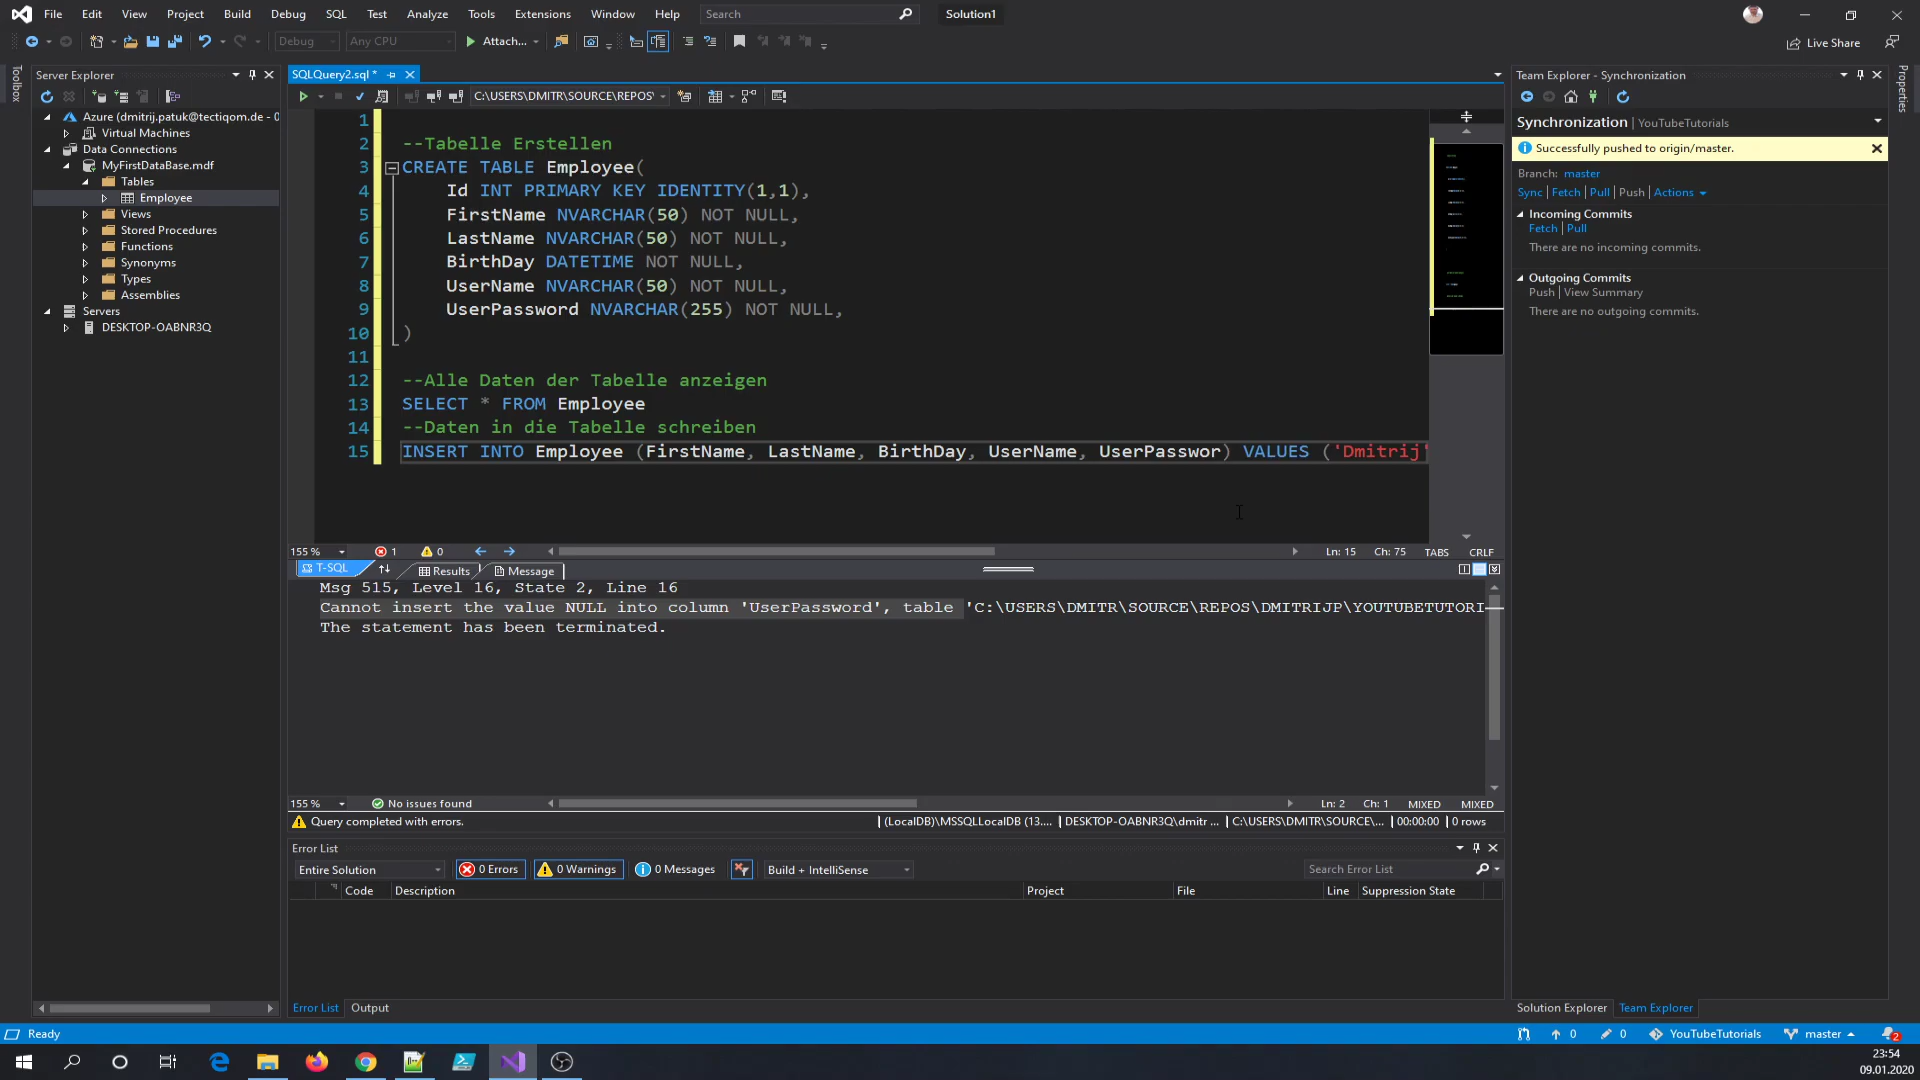 File Edit View Project Build Debug SQL Test Analyze Tools Extensions Window Help Search Solution1
Debug Any CPU Attach... Live Share
Toolbox
Server Explorer
Azure (dmitrij.patuk@tectiqom.de - 0
Virtual Machines
Data Connections
MyFirstDataBase.mdf
Tables
Employee
Views
Stored Procedures
Functions
Synonyms
Types
Assemblies
Servers
DESKTOP-OABNR3Q
SQLQuery2.sql *
C:\USERS\DMITR\SOURCE\REPOS\
1
2 --Tabelle Erstellen
3 CREATE TABLE Employee(
4 Id INT PRIMARY KEY IDENTITY(1,1),
5 FirstName NVARCHAR(50) NOT NULL,
6 LastName NVARCHAR(50) NOT NULL,
7 BirthDay DATETIME NOT NULL,
8 UserName NVARCHAR(50) NOT NULL,
9 UserPassword NVARCHAR(255) NOT NULL,
10 )
11
12 --Alle Daten der Tabelle anzeigen
13 SELECT * FROM Employee
14 --Daten in die Tabelle schreiben
15 INSERT INTO Employee (FirstName, LastName, BirthDay, UserName, UserPasswor) VALUES ('Dmitrij'
155 % 1 0 Ln: 15 Ch: 75 TABS CRLF
T-SQL Results Message
Msg 515, Level 16, State 2, Line 16
Cannot insert the value NULL into column 'UserPassword', table 'C:\USERS\DMITR\SOURCE\REPOS\DMITRIJP\YOUTUBETUTORI
The statement has been terminated.
155 % No issues found Ln: 2 Ch: 1 MIXED MIXED
Query completed with errors. (LocalDB)\MSSQLLocalDB (13.... DESKTOP-OABNR3Q\dmitr ... C:\USERS\DMITR\SOURCE\... 00:00:00 0 rows
Error List
Entire Solution 0 Errors 0 Warnings 0 Messages Build + IntelliSense Search Error List
Code Description Project File Line Suppression State
Error List Output
Team Explorer - Synchronization
Properties
Synchronization | YouTubeTutorials
Successfully pushed to origin/master.
Branch: master
Sync | Fetch | Pull | Push | Actions
Incoming Commits
Fetch | Pull
There are no incoming commits.
Outgoing Commits
Push | View Summary
There are no outgoing commits.
Solution Explorer Team Explorer
Ready 0 0 YouTubeTutorials master 2
23:54
09.01.2020